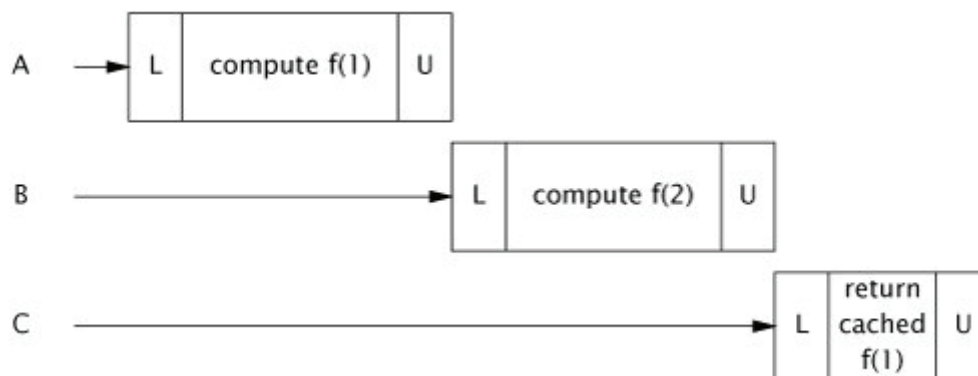 A L compute f(1) U
B L compute f(2) U
C L return cached f(1) U